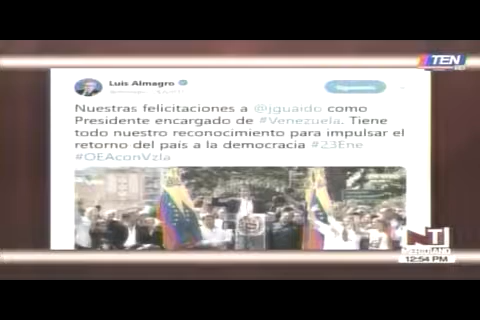 TEN
Luis Almagro
Nuestras felicitaciones a @jguaido como
Presidente encargado de #Venezuela. Tiene
todo nuestro reconocimiento para impulsar el
retorno del país a la democracia #23Ene
#OEAconVzla
NTI
12:54 PM